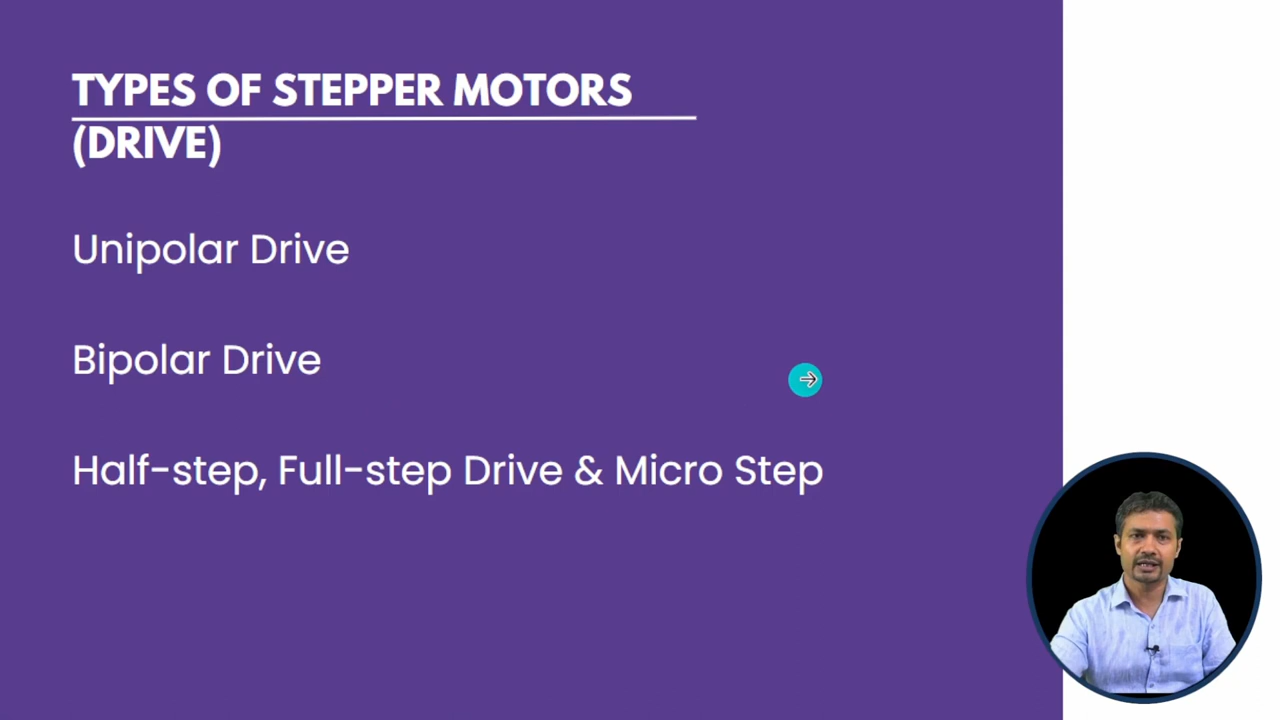 TYPES OF STEPPER MOTORS
(DRIVE)
Unipolar Drive
Bipolar Drive
Half-step, Full-step Drive & Micro Step